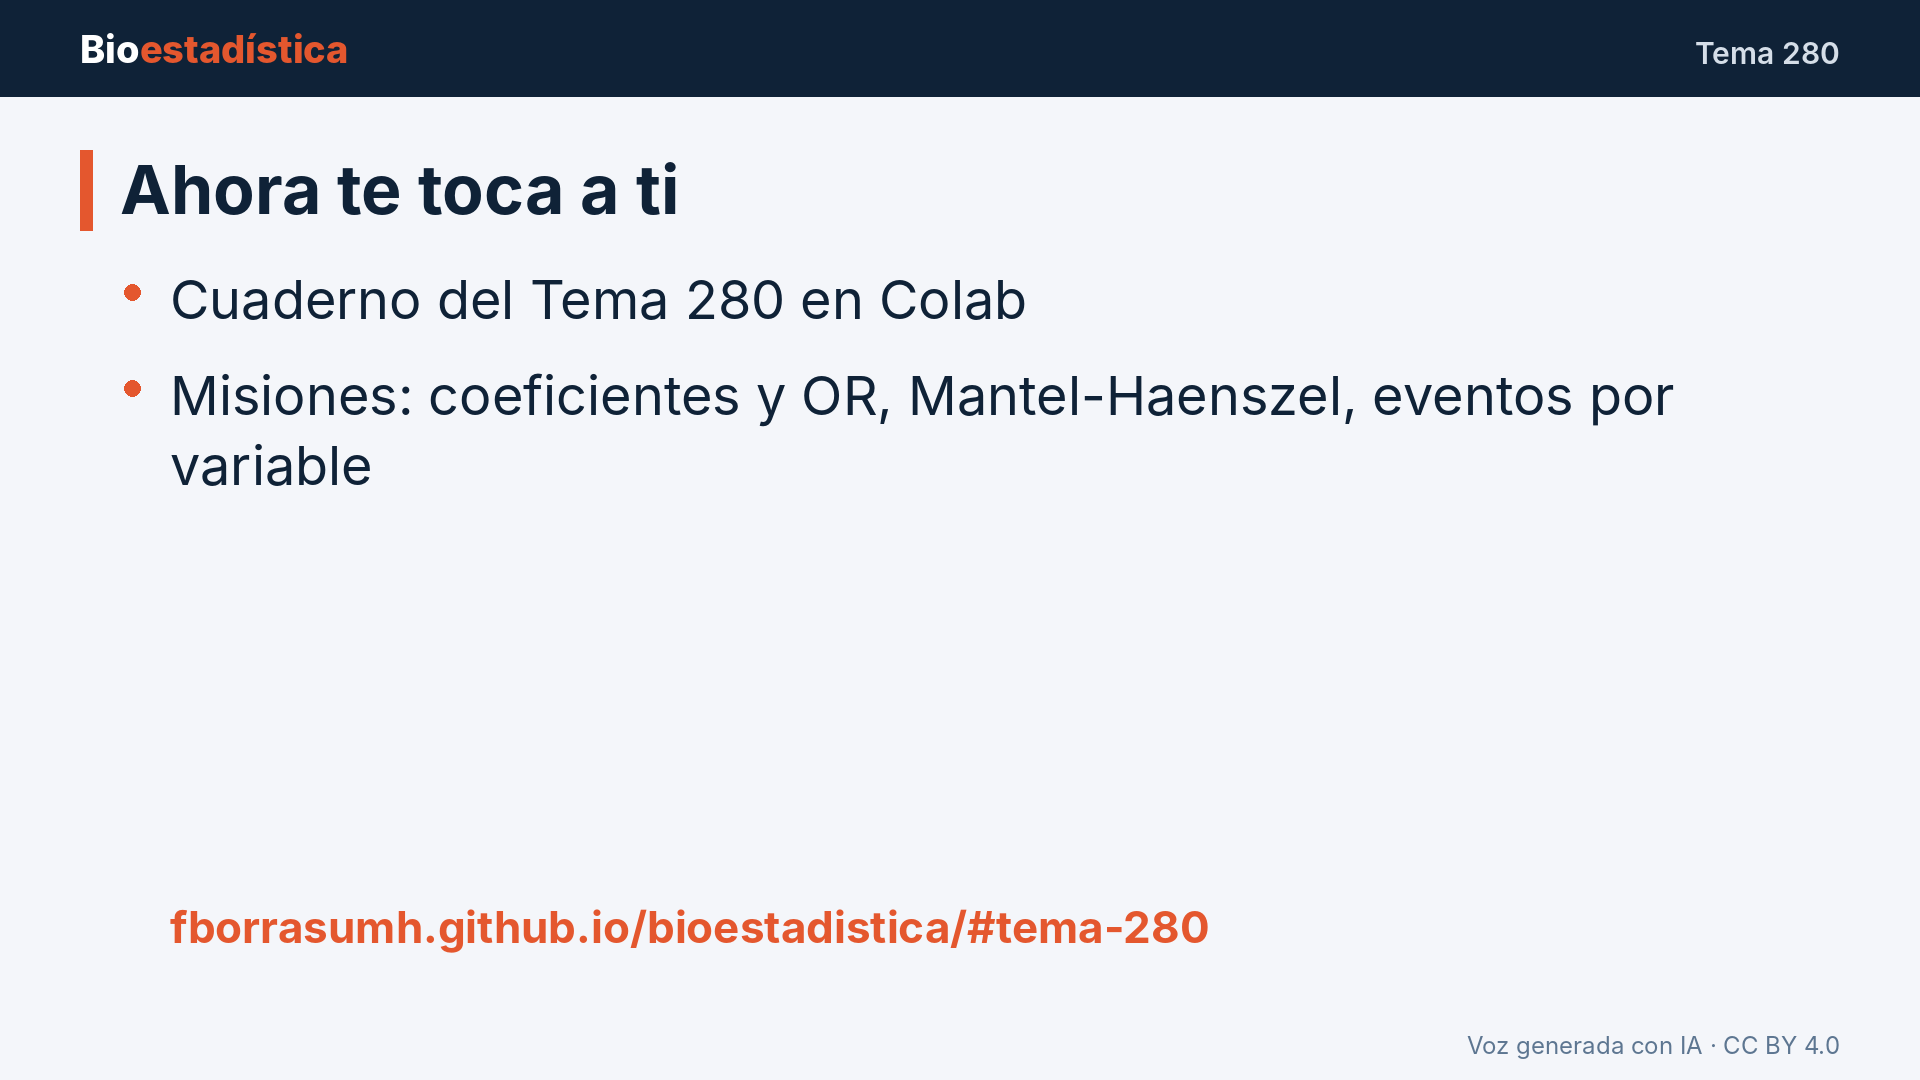 Bioestadística
Tema 280
Ahora te toca a ti
• Cuaderno del Tema 280 en Colab
• Misiones: coeficientes y OR, Mantel-Haenszel, eventos por
variable
fborrasumh.github.io/bioestadistica/#tema-280
Voz generada con IA · CC BY 4.0